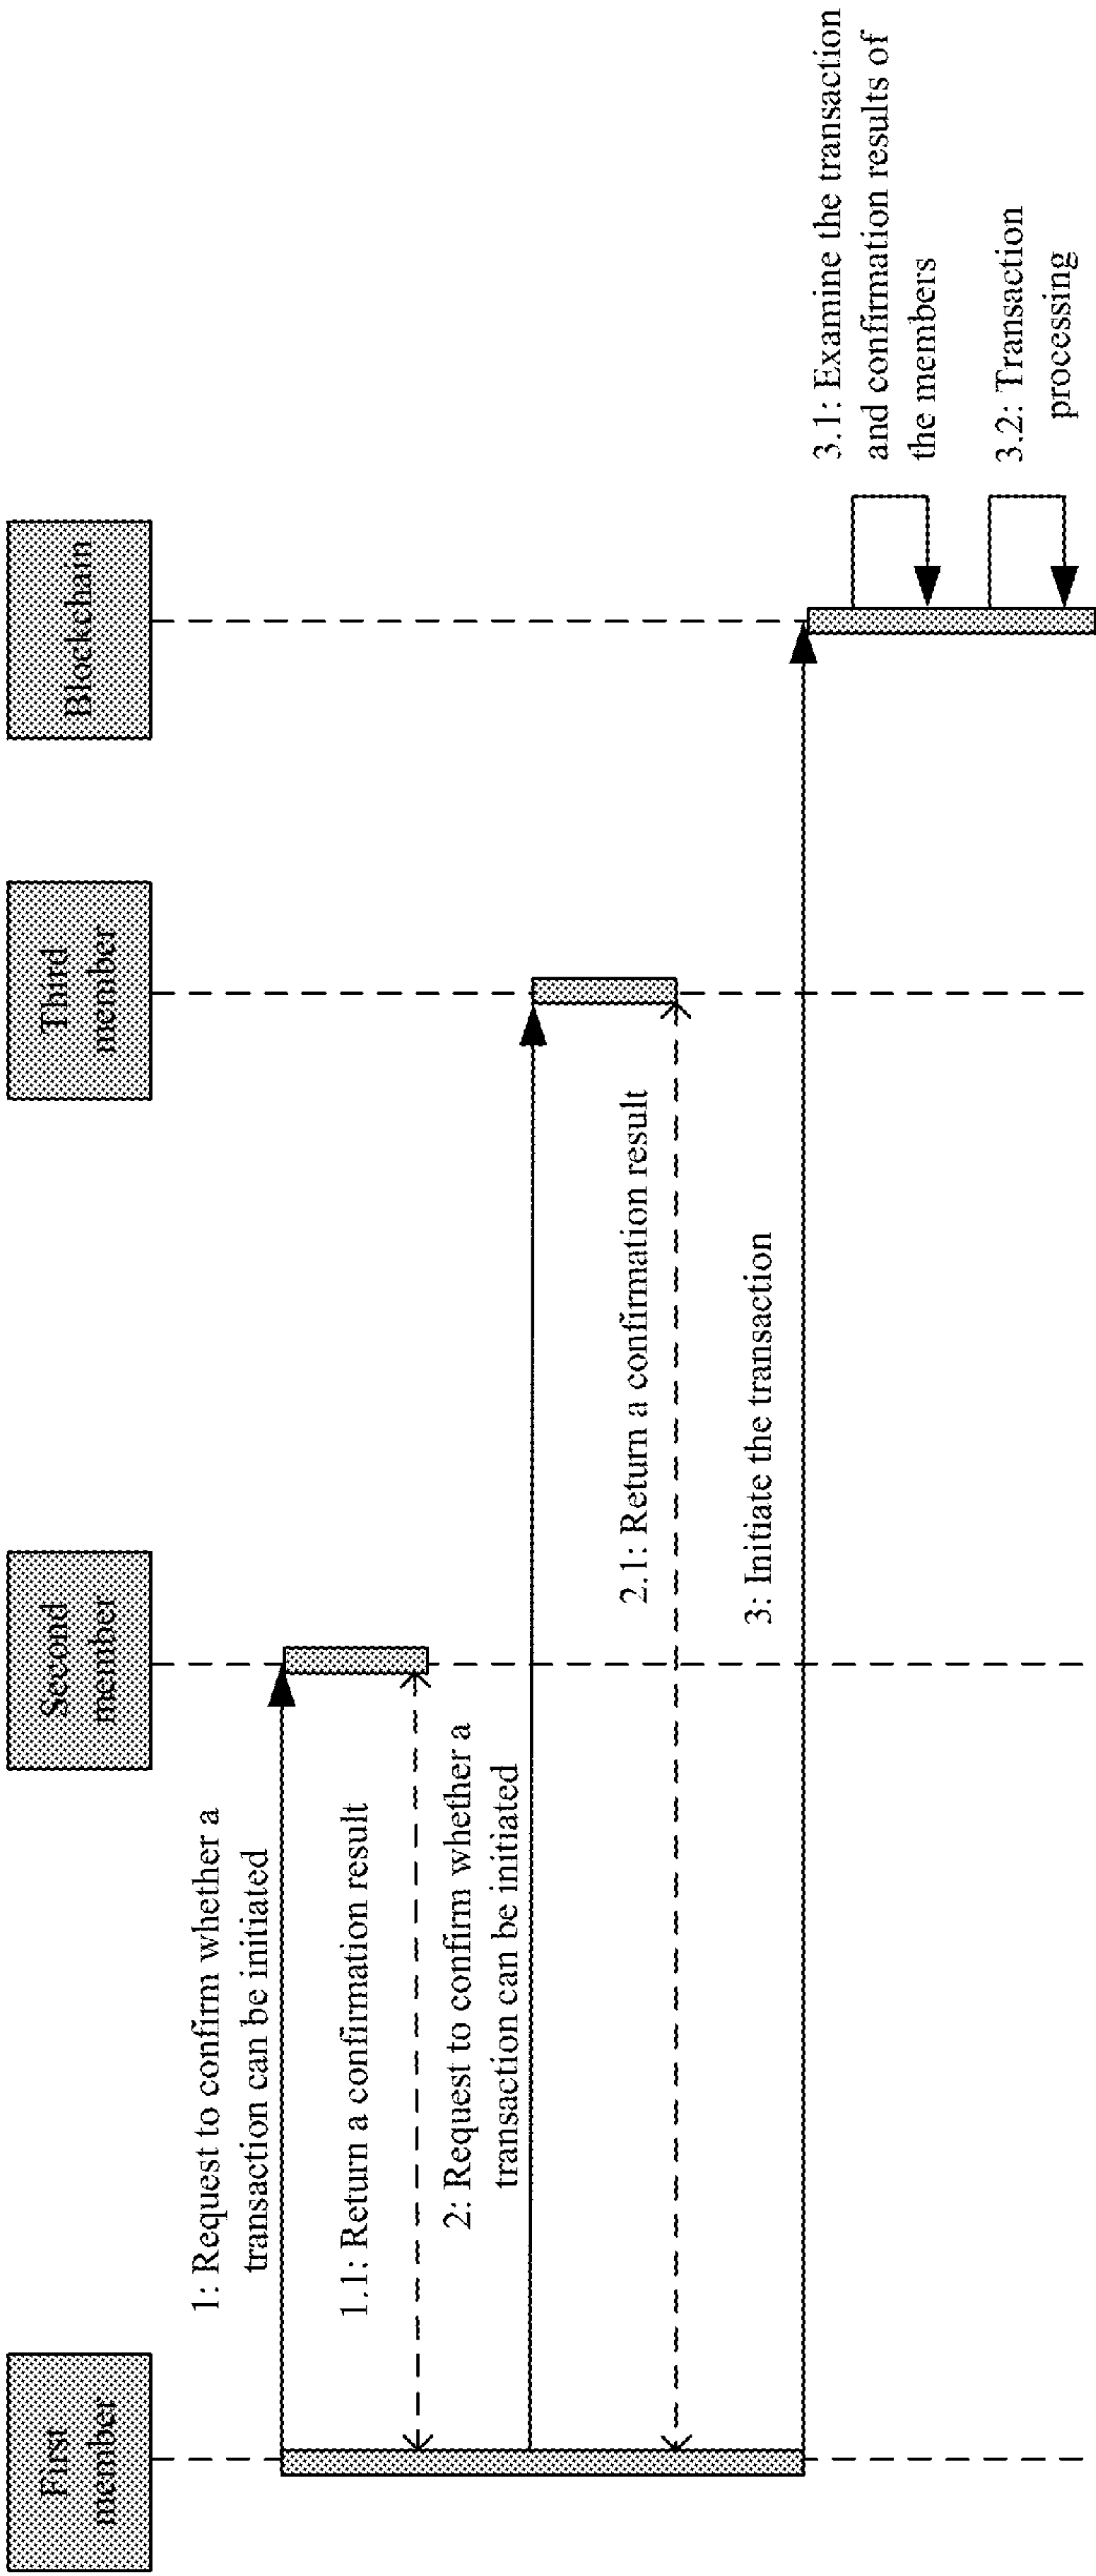 First
member
Second
member
Third
member
Blockchain
1: Request to confirm whether a
transaction can be initiated
1.1: Return a confirmation result
2: Request to confirm whether a
transaction can be initiated
2.1: Return a confirmation result
3: Initiate the transaction
3.1: Examine the transaction
and confirmation results of
the members
3.2: Transaction
processing